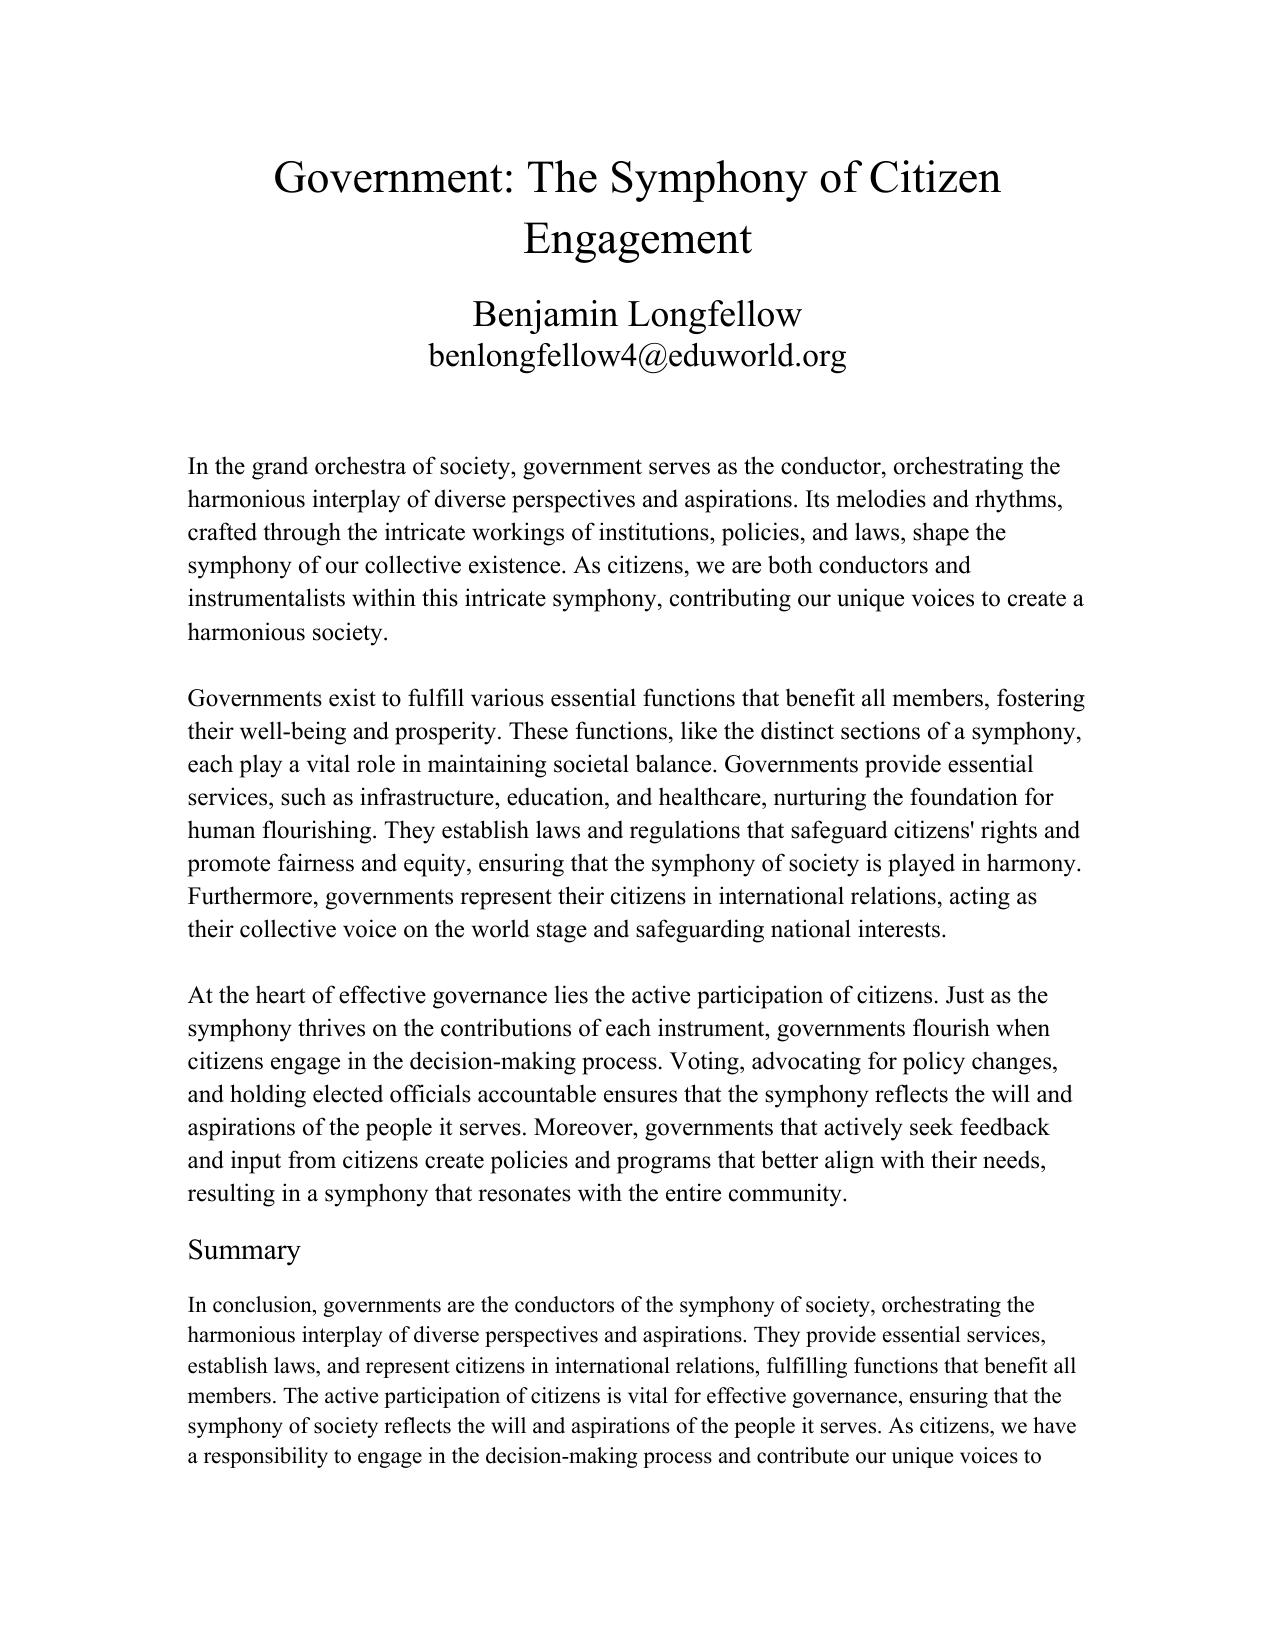 Government: The Symphony of Citizen
Engagement
Benjamin Longfellow
benlongfellow4@eduworld.org
In the grand orchestra of society, government serves as the conductor, orchestrating the
harmonious interplay of diverse perspectives and aspirations. Its melodies and rhythms,
crafted through the intricate workings of institutions, policies, and laws, shape the
symphony of our collective existence. As citizens, we are both conductors and
instrumentalists within this intricate symphony, contributing our unique voices to create a
harmonious society.
Governments exist to fulfill various essential functions that benefit all members, fostering
their well-being and prosperity. These functions, like the distinct sections of a symphony,
each play a vital role in maintaining societal balance. Governments provide essential
services, such as infrastructure, education, and healthcare, nurturing the foundation for
human flourishing. They establish laws and regulations that safeguard citizens' rights and
promote fairness and equity, ensuring that the symphony of society is played in harmony.
Furthermore, governments represent their citizens in international relations, acting as
their collective voice on the world stage and safeguarding national interests.
At the heart of effective governance lies the active participation of citizens. Just as the
symphony thrives on the contributions of each instrument, governments flourish when
citizens engage in the decision-making process. Voting, advocating for policy changes,
and holding elected officials accountable ensures that the symphony reflects the will and
aspirations of the people it serves. Moreover, governments that actively seek feedback
and input from citizens create policies and programs that better align with their needs,
resulting in a symphony that resonates with the entire community.
Summary
In conclusion, governments are the conductors of the symphony of society, orchestrating the
harmonious interplay of diverse perspectives and aspirations. They provide essential services,
establish laws, and represent citizens in international relations, fulfilling functions that benefit all
members. The active participation of citizens is vital for effective governance, ensuring that the
symphony of society reflects the will and aspirations of the people it serves. As citizens, we have
a responsibility to engage in the decision-making process and contribute our unique voices to